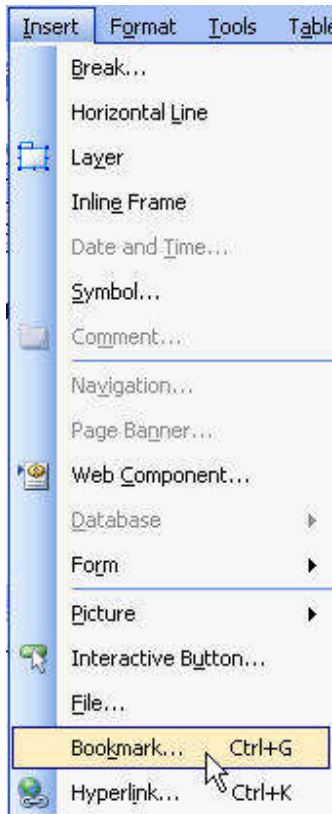 Insert Format Tools Table
Break...
Horizontal Line
Layer
Inline Frame
Date and Time...
Symbol...
Comment...
Navigation...
Page Banner...
Web Component...
Database
Form
Picture
Interactive Button...
File...
Bookmark... Ctrl+G
Hyperlink... Ctrl+K